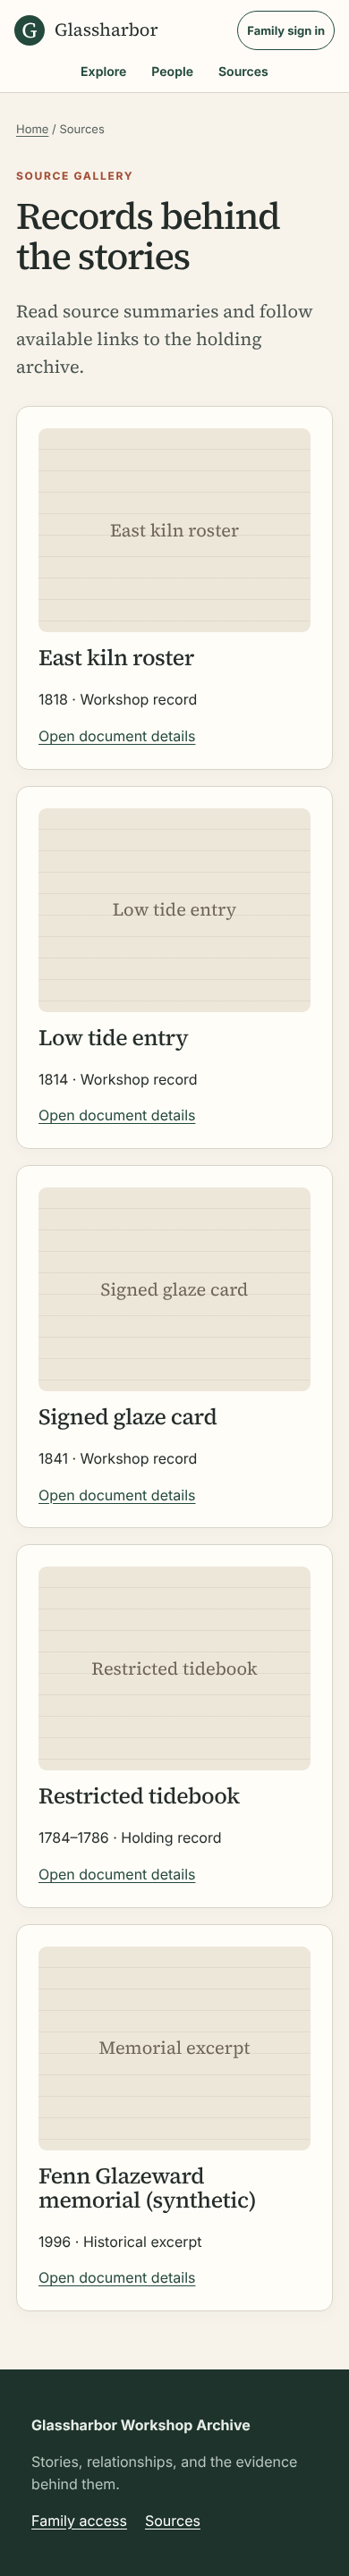 G Glassharbor
Family sign in
Explore People Sources
Home / Sources
SOURCE GALLERY
Records behind
the stories
Read source summaries and follow
available links to the holding
archive.
East kiln roster
East kiln roster
1818 · Workshop record
Open document details
Low tide entry
Low tide entry
1814 · Workshop record
Open document details
Signed glaze card
Signed glaze card
1841 · Workshop record
Open document details
Restricted tidebook
Restricted tidebook
1784–1786 · Holding record
Open document details
Memorial excerpt
Fenn Glazeward
memorial (synthetic)
1996 · Historical excerpt
Open document details
Glassharbor Workshop Archive
Stories, relationships, and the evidence
behind them.
Family access Sources